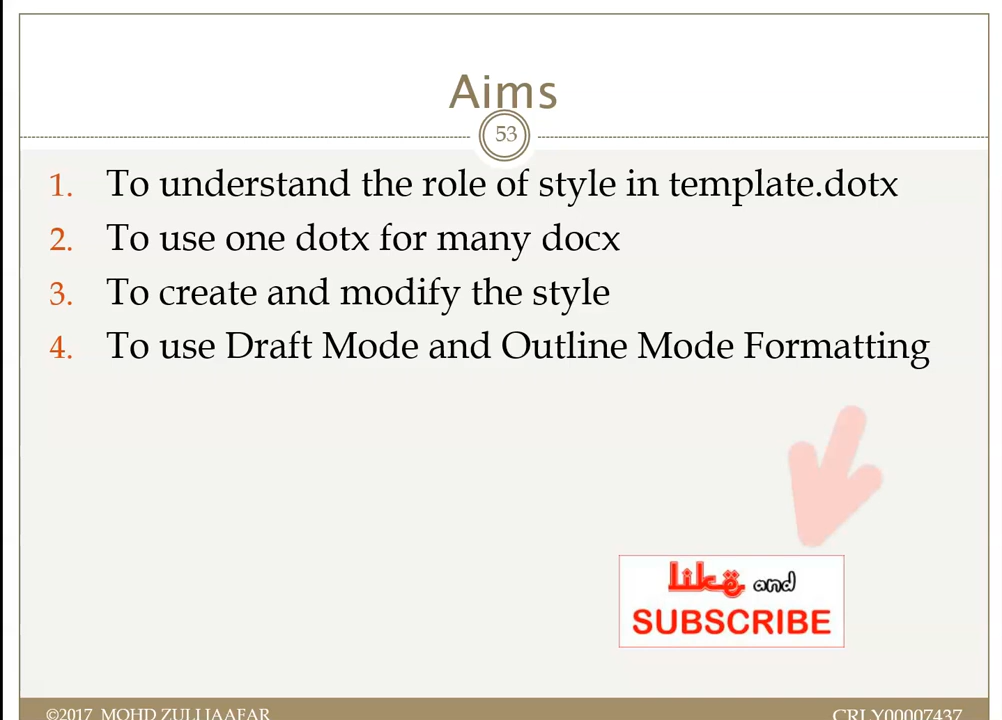 Aims
53
1. To understand the role of style in template.dotx
2. To use one dotx for many docx
3. To create and modify the style
4. To use Draft Mode and Outline Mode Formatting
like and
SUBSCRIBE
©2017 MOHD ZULI JAAFAR
CRLY00007437